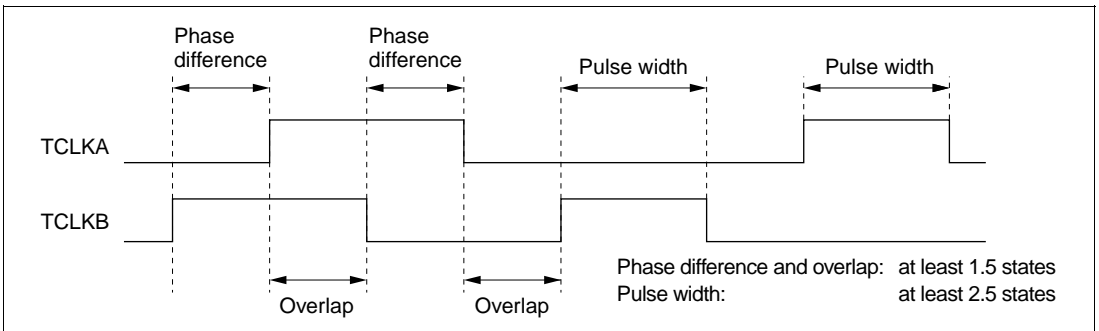 Phase
difference
Phase
difference
Pulse width
Pulse width
TCLKA
TCLKB
Overlap
Overlap
Phase difference and overlap: at least 1.5 states
Pulse width: at least 2.5 states